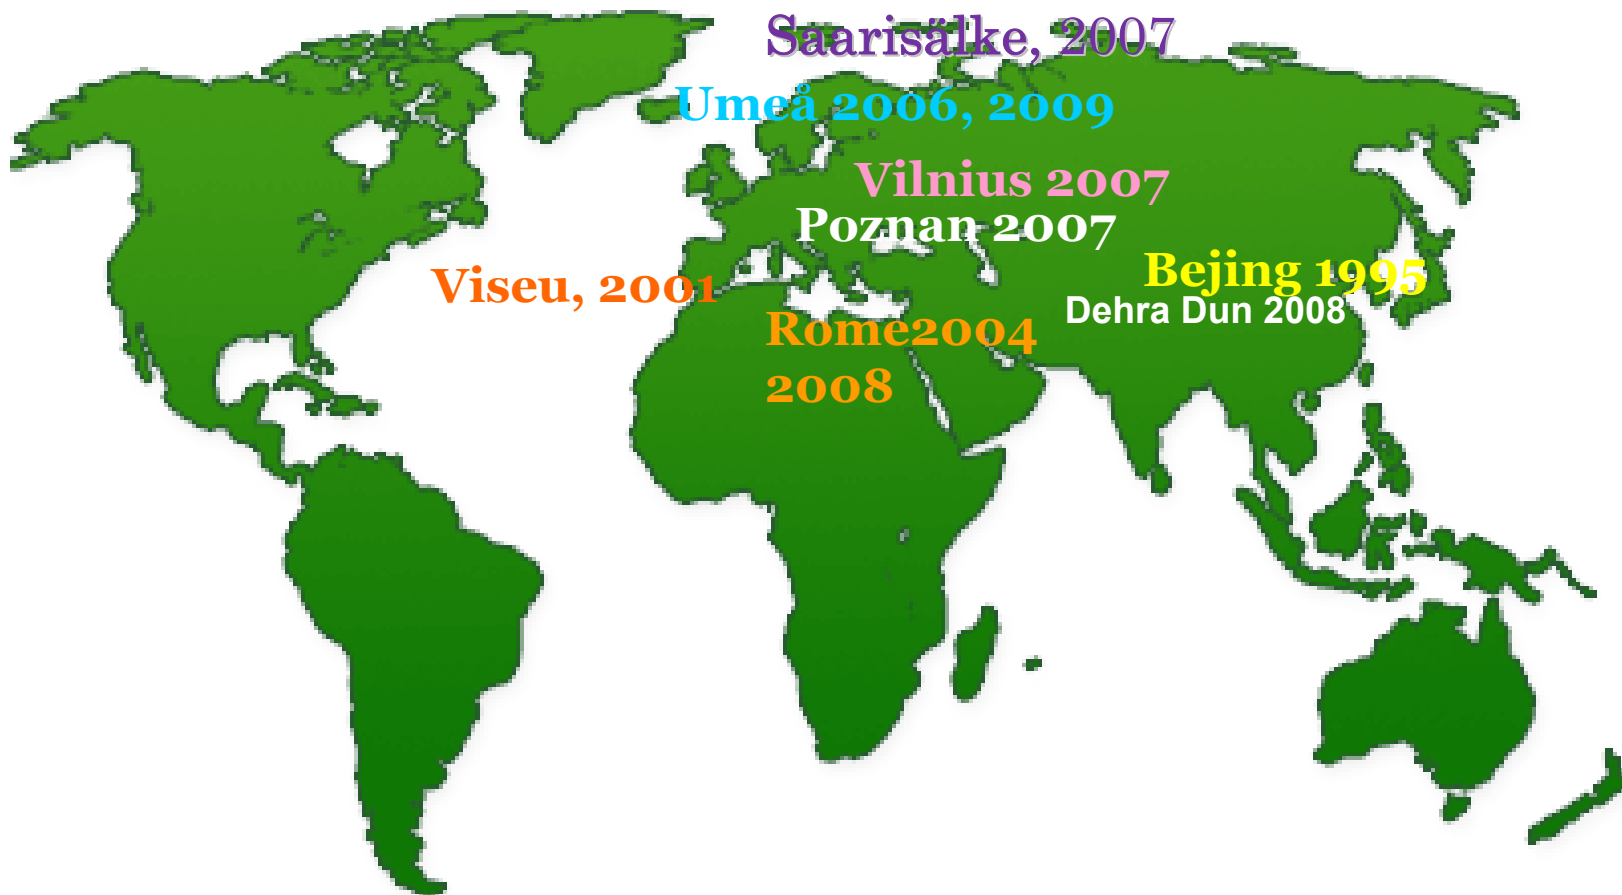 Saarisälke, 2007
Umeå 2006, 2009
Vilnius 2007
Poznan 2007
Viseu, 2001
Bejing 1995
Dehra Dun 2008
Rome2004
2008